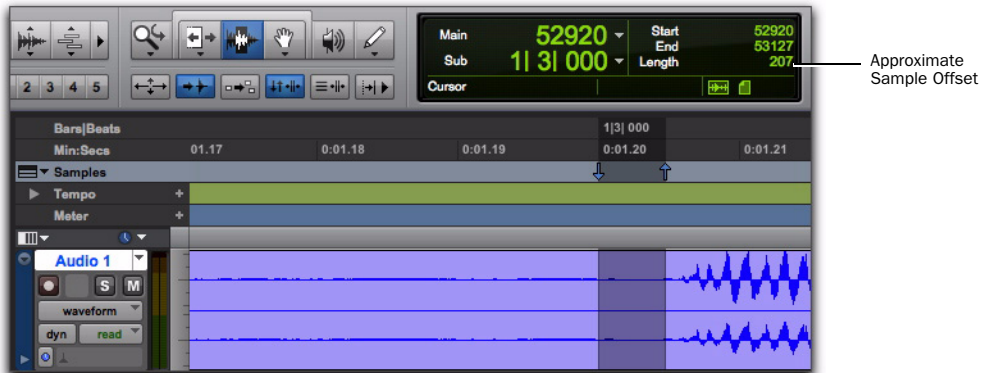 Main 52920 Start 52920
End 53127
Sub 1| 3| 000 Length 207
Cursor
Approximate
Sample Offset
2 3 4 5
Bars|Beats 1|3| 000
Min:Secs 01.17 0:01.18 0:01.19 0:01.20 0:01.21
Samples
Tempo +
Meter +
Audio 1
S M
waveform
dyn read